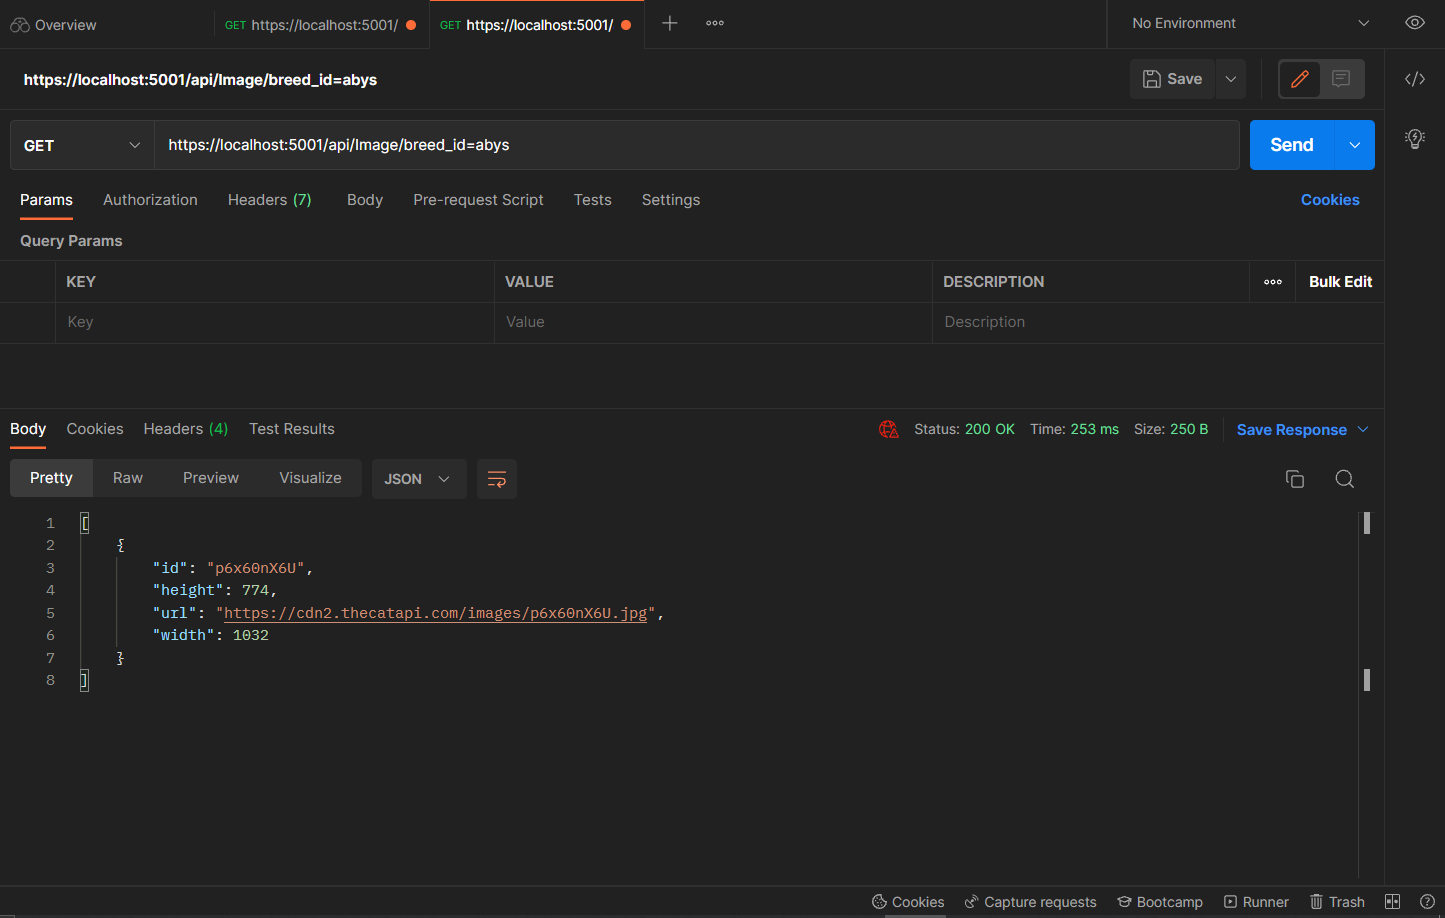 Overview
GET https://localhost:5001/
GET https://localhost:5001/
No Environment
https://localhost:5001/api/Image/breed_id=abys
Save
GET
https://localhost:5001/api/Image/breed_id=abys
Send
Params Authorization Headers (7) Body Pre-request Script Tests Settings Cookies
Query Params
KEY VALUE DESCRIPTION Bulk Edit
Key Value Description
Body Cookies Headers (4) Test Results Status: 200 OK Time: 253 ms Size: 250 B Save Response
Pretty Raw Preview Visualize JSON
1 [
2 {
3 "id": "p6x60nX6U",
4 "height": 774,
5 "url": "https://cdn2.thecatapi.com/images/p6x60nX6U.jpg",
6 "width": 1032
7 }
8 ]
Cookies Capture requests Bootcamp Runner Trash